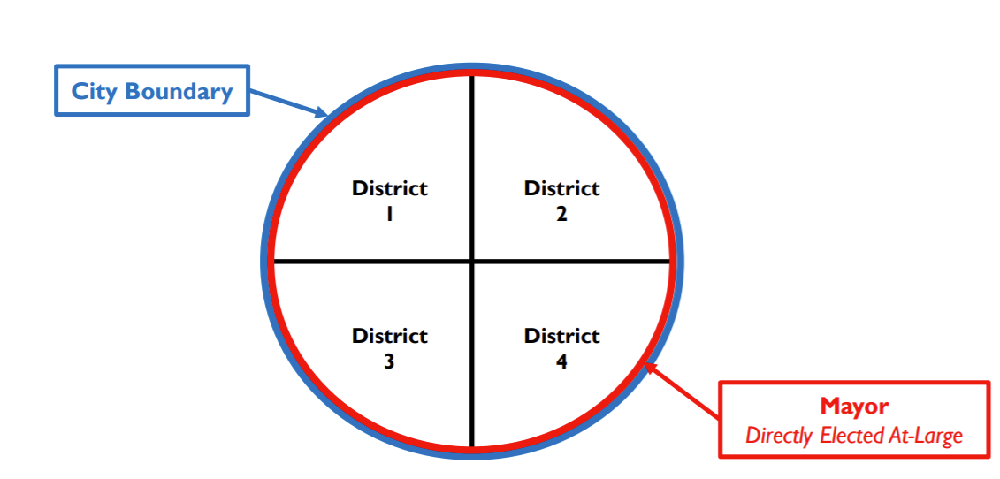 City Boundary
District
1
District
2
District
3
District
4
Mayor
Directly Elected At-Large